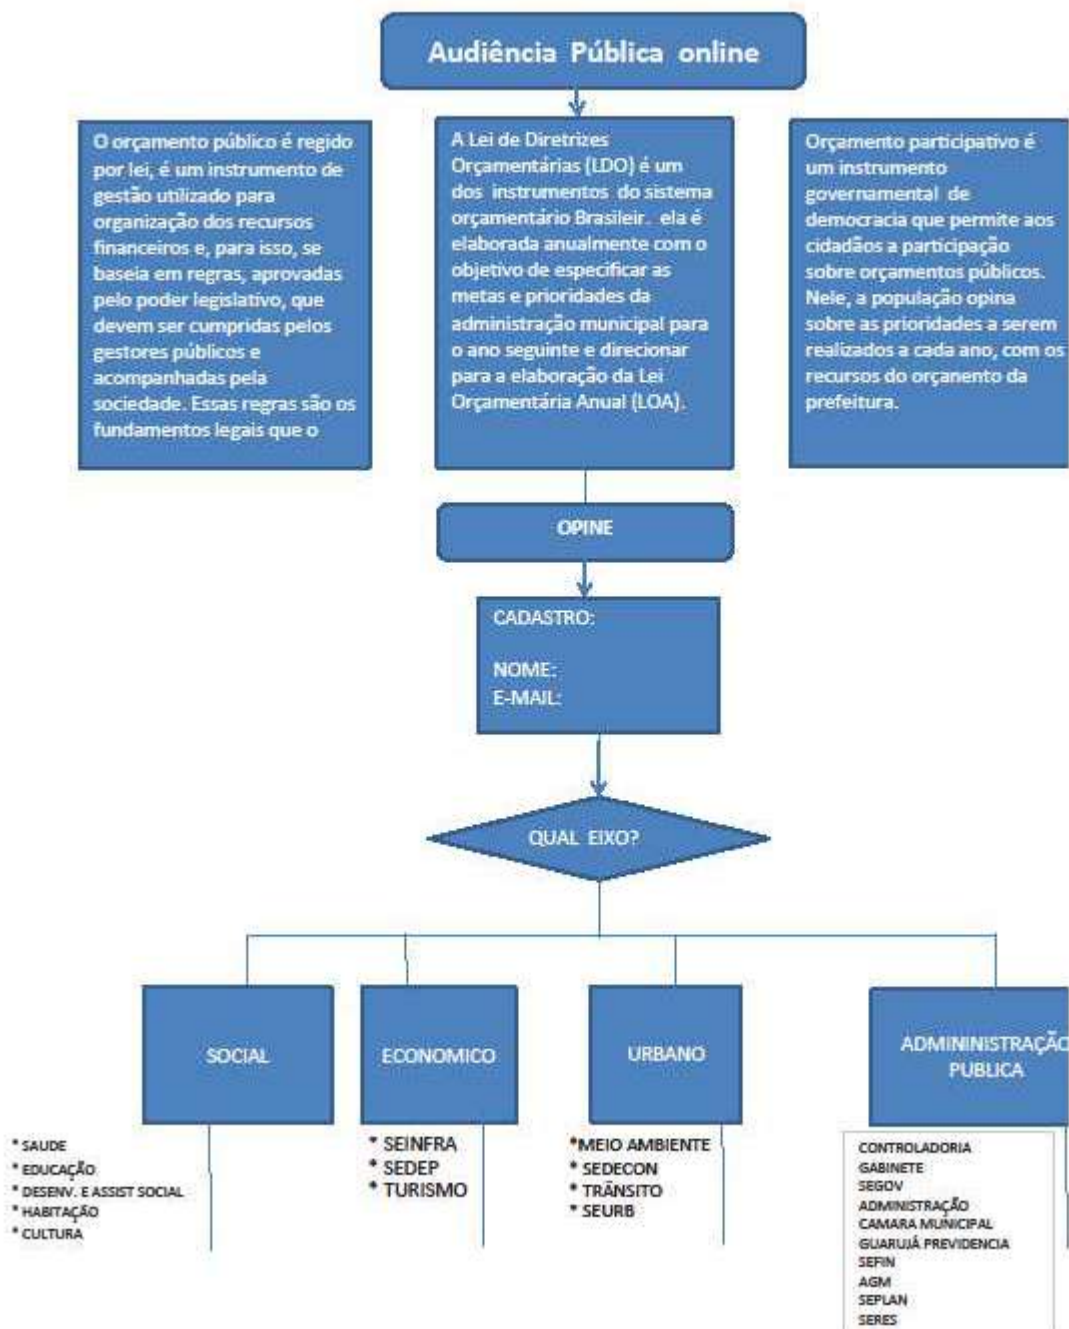 Audiência Pública online
O orçamento público é regido
por lei, é um instrumento de
gestão utilizado para
organização dos recursos
financeiros e, para isso, se
baseia em regras, aprovadas
pelo poder legislativo, que
devem ser cumpridas pelos
gestores públicos e
acompanhadas pela
sociedade. Essas regras são os
fundamentos legais que o
A Lei de Diretrizes
Orçamentárias (LDO) é um
dos instrumentos do sistema
orçamentário Brasileir. ela é
elaborada anualmente com o
objetivo de especificar as
metas e prioridades da
administração municipal para
o ano seguinte e direcionar
para a elaboração da Lei
Orçamentária Anual (LOA).
Orçamento participativo é
um instrumento
governamental de
democracia que permite aos
cidadãos a participação
sobre orçamentos públicos.
Nele, a população opina
sobre as prioridades a serem
realizados a cada ano, com os
recursos do orçanento da
prefeitura.
OPINE
CADASTRO:
NOME:
E-MAIL:
QUAL EIXO?
SOCIAL
ECONOMICO
URBANO
ADMININISTRAÇÃO
PUBLICA
* SAUDE
* EDUCAÇÃO
* DESENV. E ASSIST SOCIAL
* HABITAÇÃO
* CULTURA
* SEINFRA
* SEDEP
* TURISMO
*MEIO AMBIENTE
* SEDECON
* TRÂNSITO
* SEURB
CONTROLADORIA
GABINETE
SEGOV
ADMINISTRAÇÃO
CAMARA MUNICIPAL
GUARUJÁ PREVIDENCIA
SEFIN
AGM
SEPLAN
SERES